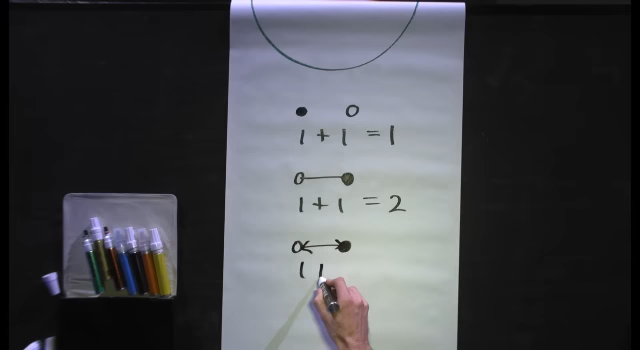 1 + 1 = 1
1 + 1 = 2
1 1